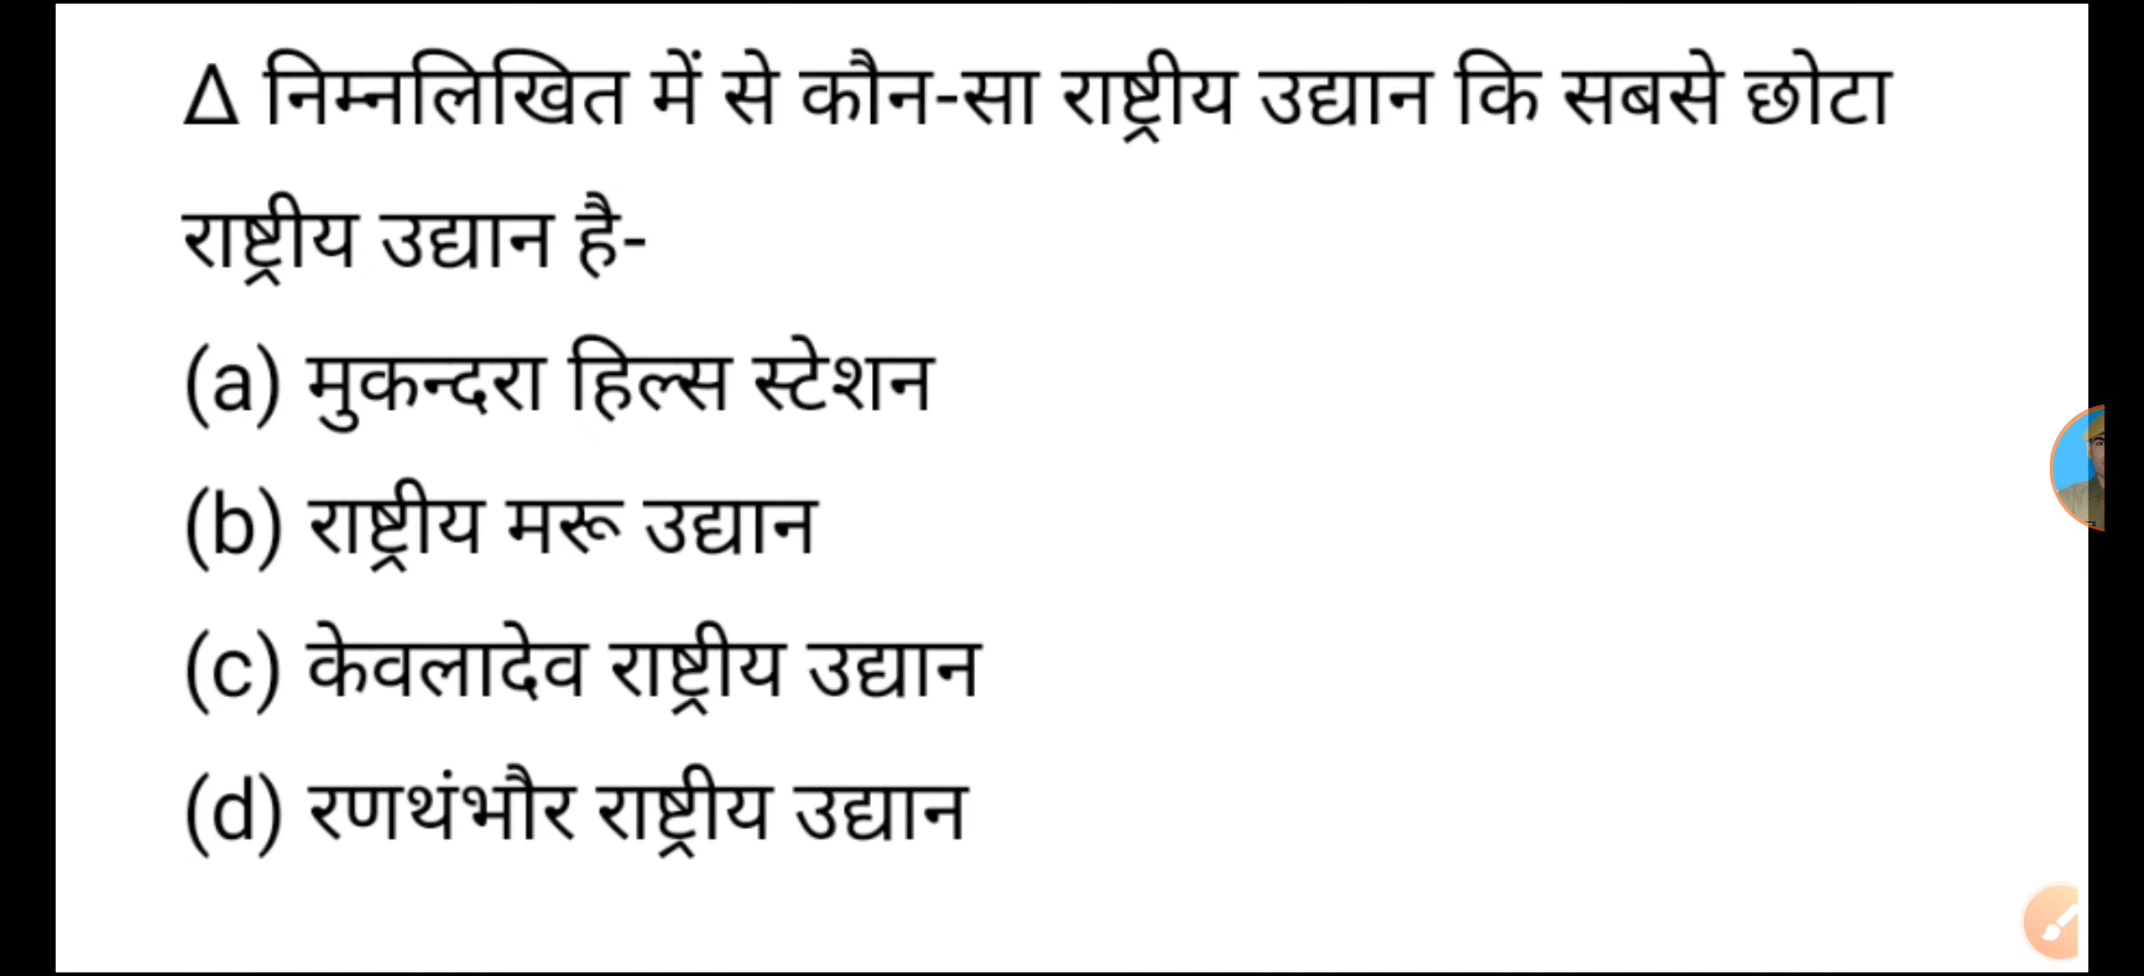 Δ निम्नलिखित में से कौन-सा राष्ट्रीय उद्यान कि सबसे छोटा
राष्ट्रीय उद्यान है-
(a) मुकन्दरा हिल्स स्टेशन
(b) राष्ट्रीय मरू उद्यान
(c) केवलादेव राष्ट्रीय उद्यान
(d) रणथंभौर राष्ट्रीय उद्यान